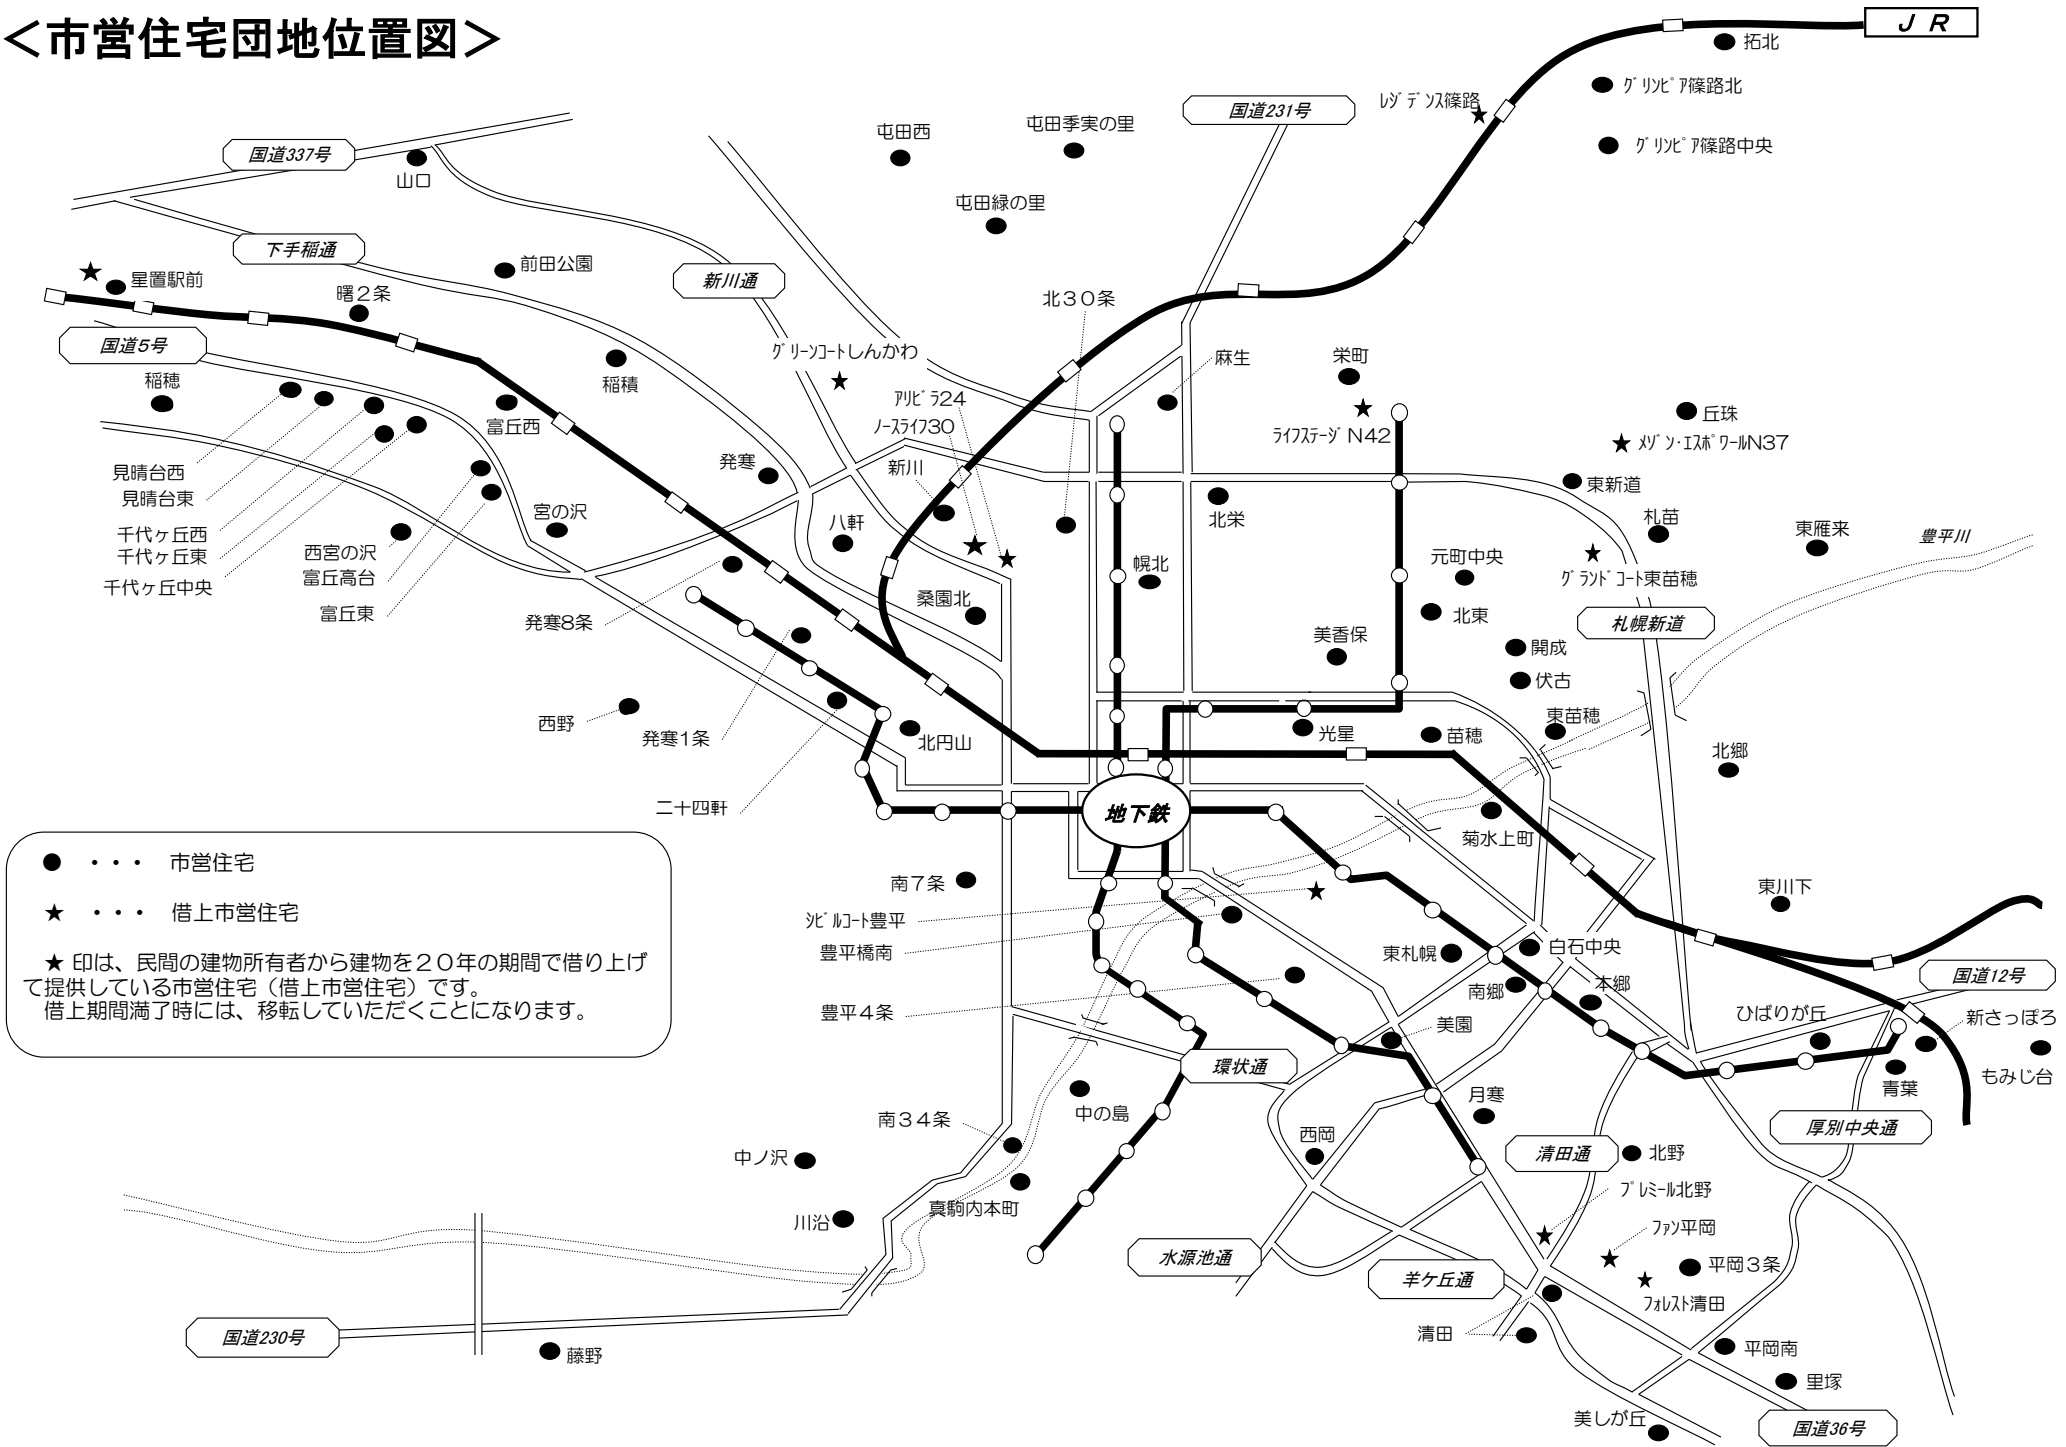 ＜市営住宅団地位置図＞
ＪＲ
拓北
ｸﾞﾘﾝﾋﾟｱ篠路北
ﾚｼﾞﾃﾞﾝｽ篠路
国道231号
屯田西
屯田季実の里
ｸﾞﾘﾝﾋﾟｱ篠路中央
国道337号
山口
屯田緑の里
下手稲通
前田公園
新川通
星置駅前
曙２条
北３０条
国道5号
ｸﾞﾘｰﾝｺｰﾄしんかわ
麻生
栄町
稲穂
稲積
ｱﾘﾋﾞﾗ24
丘珠
富丘西
ﾉｰｽﾗｲﾌ30
ﾗｲﾌｽﾃｰｼﾞN42
ﾒｿﾞﾝ･ｴｽﾎﾟﾜｰﾙN37
発寒
新川
見晴台西
見晴台東
東新道
宮の沢
八軒
北栄
札苗
東雁来
豊平川
千代ヶ丘西
千代ヶ丘東
西宮の沢
幌北
元町中央
千代ヶ丘中央
富丘高台
ｸﾞﾗﾝﾄﾞｺｰﾄ東苗穂
富丘東
発寒8条
桑園北
北東
札幌新道
美香保
開成
伏古
西野
発寒1条
北円山
光星
苗穂
東苗穂
北郷
二十四軒
地下鉄
菊水上町
● ・・・ 市営住宅
★ ・・・ 借上市営住宅
★ 印は、民間の建物所有者から建物を２０年の期間で借り上げ
て提供している市営住宅（借上市営住宅）です。
借上期間満了時には、移転していただくことになります。
南７条
東川下
ｼﾋﾞﾙｺｰﾄ豊平
豊平橋南
東札幌
白石中央
国道12号
南郷
本郷
豊平４条
美園
ひばりが丘
新さっぽろ
環状通
もみじ台
青葉
中の島
月寒
南３４条
西岡
厚別中央通
中ノ沢
清田通
北野
ﾌﾟﾚﾐｰﾙ北野
真駒内本町
川沿
ﾌｧﾝ平岡
水源池通
平岡３条
羊ケ丘通
ﾌｫﾚｽﾄ清田
国道230号
清田
藤野
平岡南
里塚
美しが丘
国道36号